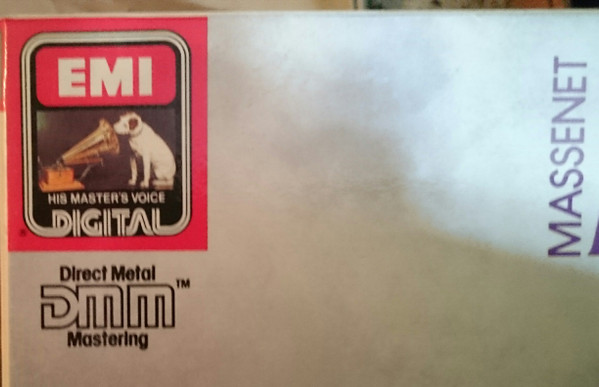 EMI
HIS MASTER'S VOICE
DIGITAL
®
Direct Metal
DMM™
Mastering
MASSENET